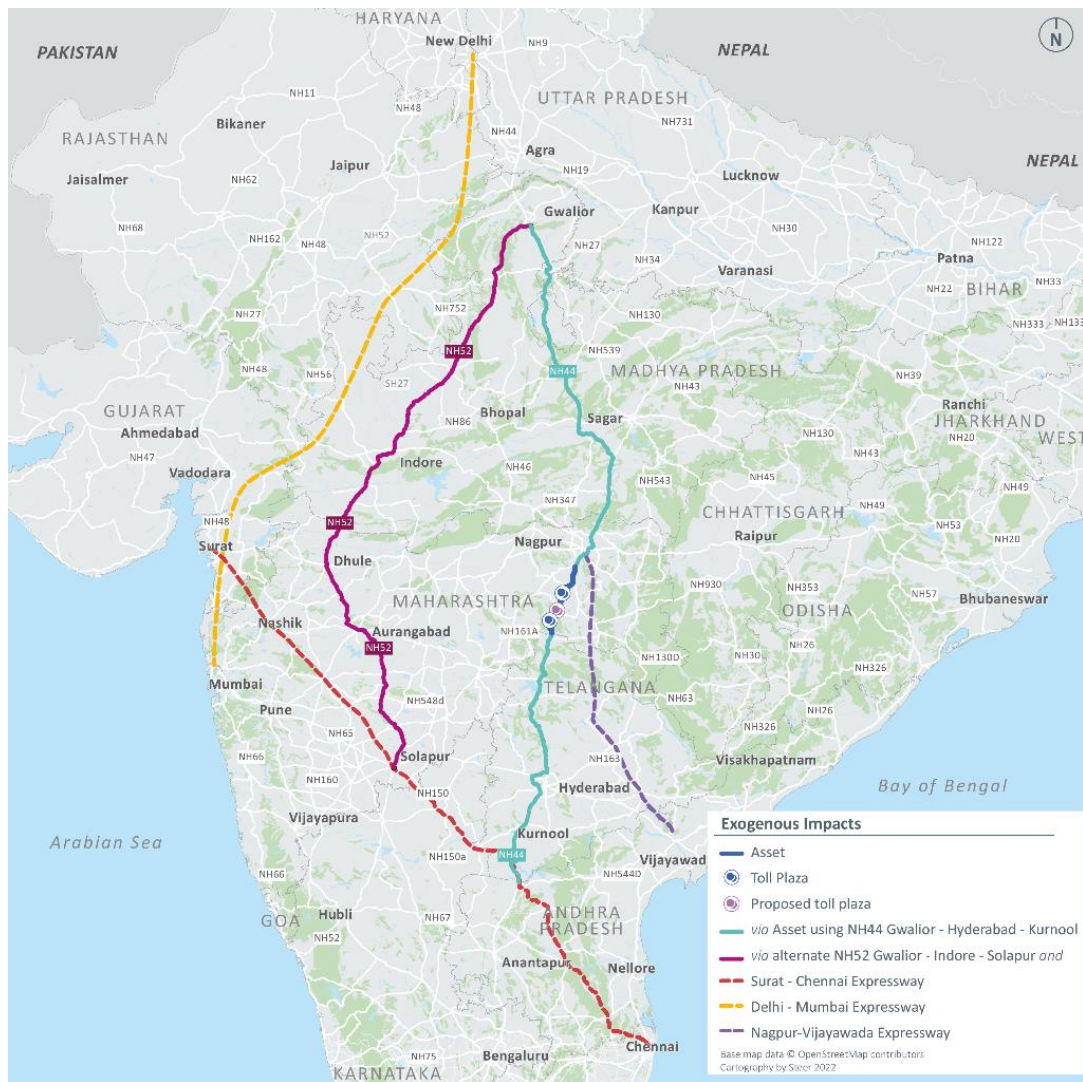 HARYANA
New Delhi
NH9
NEPAL
N
PAKISTAN
NH11
NH48
UTTAR PRADESH
RAJASTHAN
Bikaner
NH44
NH731
Jaipur
Agra
NH19
NEPAL
Jaisalmer
NH62
Lucknow
Gwalior
Kanpur
NH68
NH162
NH48
NH52
NH27
NH30
NH122
NH34
Varanasi
Patna
NH22
BIHAR
NH33
NH27
NH752
NH130
NH333
NH133
NH52
NH539
NH48
NH56
SH27
NH44
MADHYA PRADESH
NH43
NH39
GUJARAT
Bhopal
Sagar
Ranchi
Ahmedabad
NH86
NH130
JHARKHAND
NH20
WEST
NH47
Indore
NH46
NH43
Vadodara
NH45
NH543
NH49
NH347
NH49
NH48
NH52
CHHATTISGARH
NH53
Surat
Nagpur
Raipur
NH20
Dhule
NH930
NH353
NH57
Bhubaneswar
MAHARASHTRA
ODISHA
Nashik
Aurangabad
NH161A
NH52
NH26
NH130D
NH30
NH326
Mumbai
TELANGANA
NH548d
NH63
Pune
NH26
NH65
NH326
NH66
Solapur
NH163
Visakhapatnam
NH160
NH150
Hyderabad
Bay of Bengal
Vijayapura
Kurnool
Arabian Sea
NH150a
NH44
Vijayawad
NH66
NH544D
GOA
Hubli
NH67
ANDHRA
PRADESH
NH52
Anantapur
Nellore
Chennai
NH75
Bengaluru
KARNATAKA
Exogenous Impacts
Asset
Toll Plaza
Proposed toll plaza
via Asset using NH44 Gwalior - Hyderabad - Kurnool
via alternate NH52 Gwalior - Indore - Solapur and
Surat - Chennai Expressway
Delhi - Mumbai Expressway
Nagpur-Vijayawada Expressway
Base map data © OpenStreetMap contributors
Cartography by Steer 2022